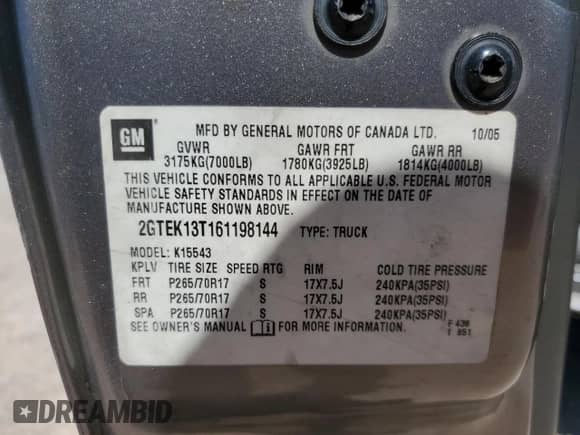 GM
MFD BY GENERAL MOTORS OF CANADA LTD. 10/05
GVWR GAWR FRT GAWR RR
3175KG(7000LB) 1780KG(3925LB) 1814KG(4000LB)
THIS VEHICLE CONFORMS TO ALL APPLICABLE U.S. FEDERAL MOTOR
VEHICLE SAFETY STANDARDS IN EFFECT ON THE DATE OF
MANUFACTURE SHOWN ABOVE.
2GTEK13T161198144 TYPE: TRUCK
MODEL: K15543
KPLV TIRE SIZE SPEED RTG RIM COLD TIRE PRESSURE
FRT P265/70R17 S 17X7.5J 240KPA(35PSI)
RR P265/70R17 S 17X7.5J 240KPA(35PSI)
SPA P265/70R17 S 17X7.5J 240KPA(35PSI)
SEE OWNER'S MANUAL FOR MORE INFORMATION.
F 43B
T 851
DREAMBID